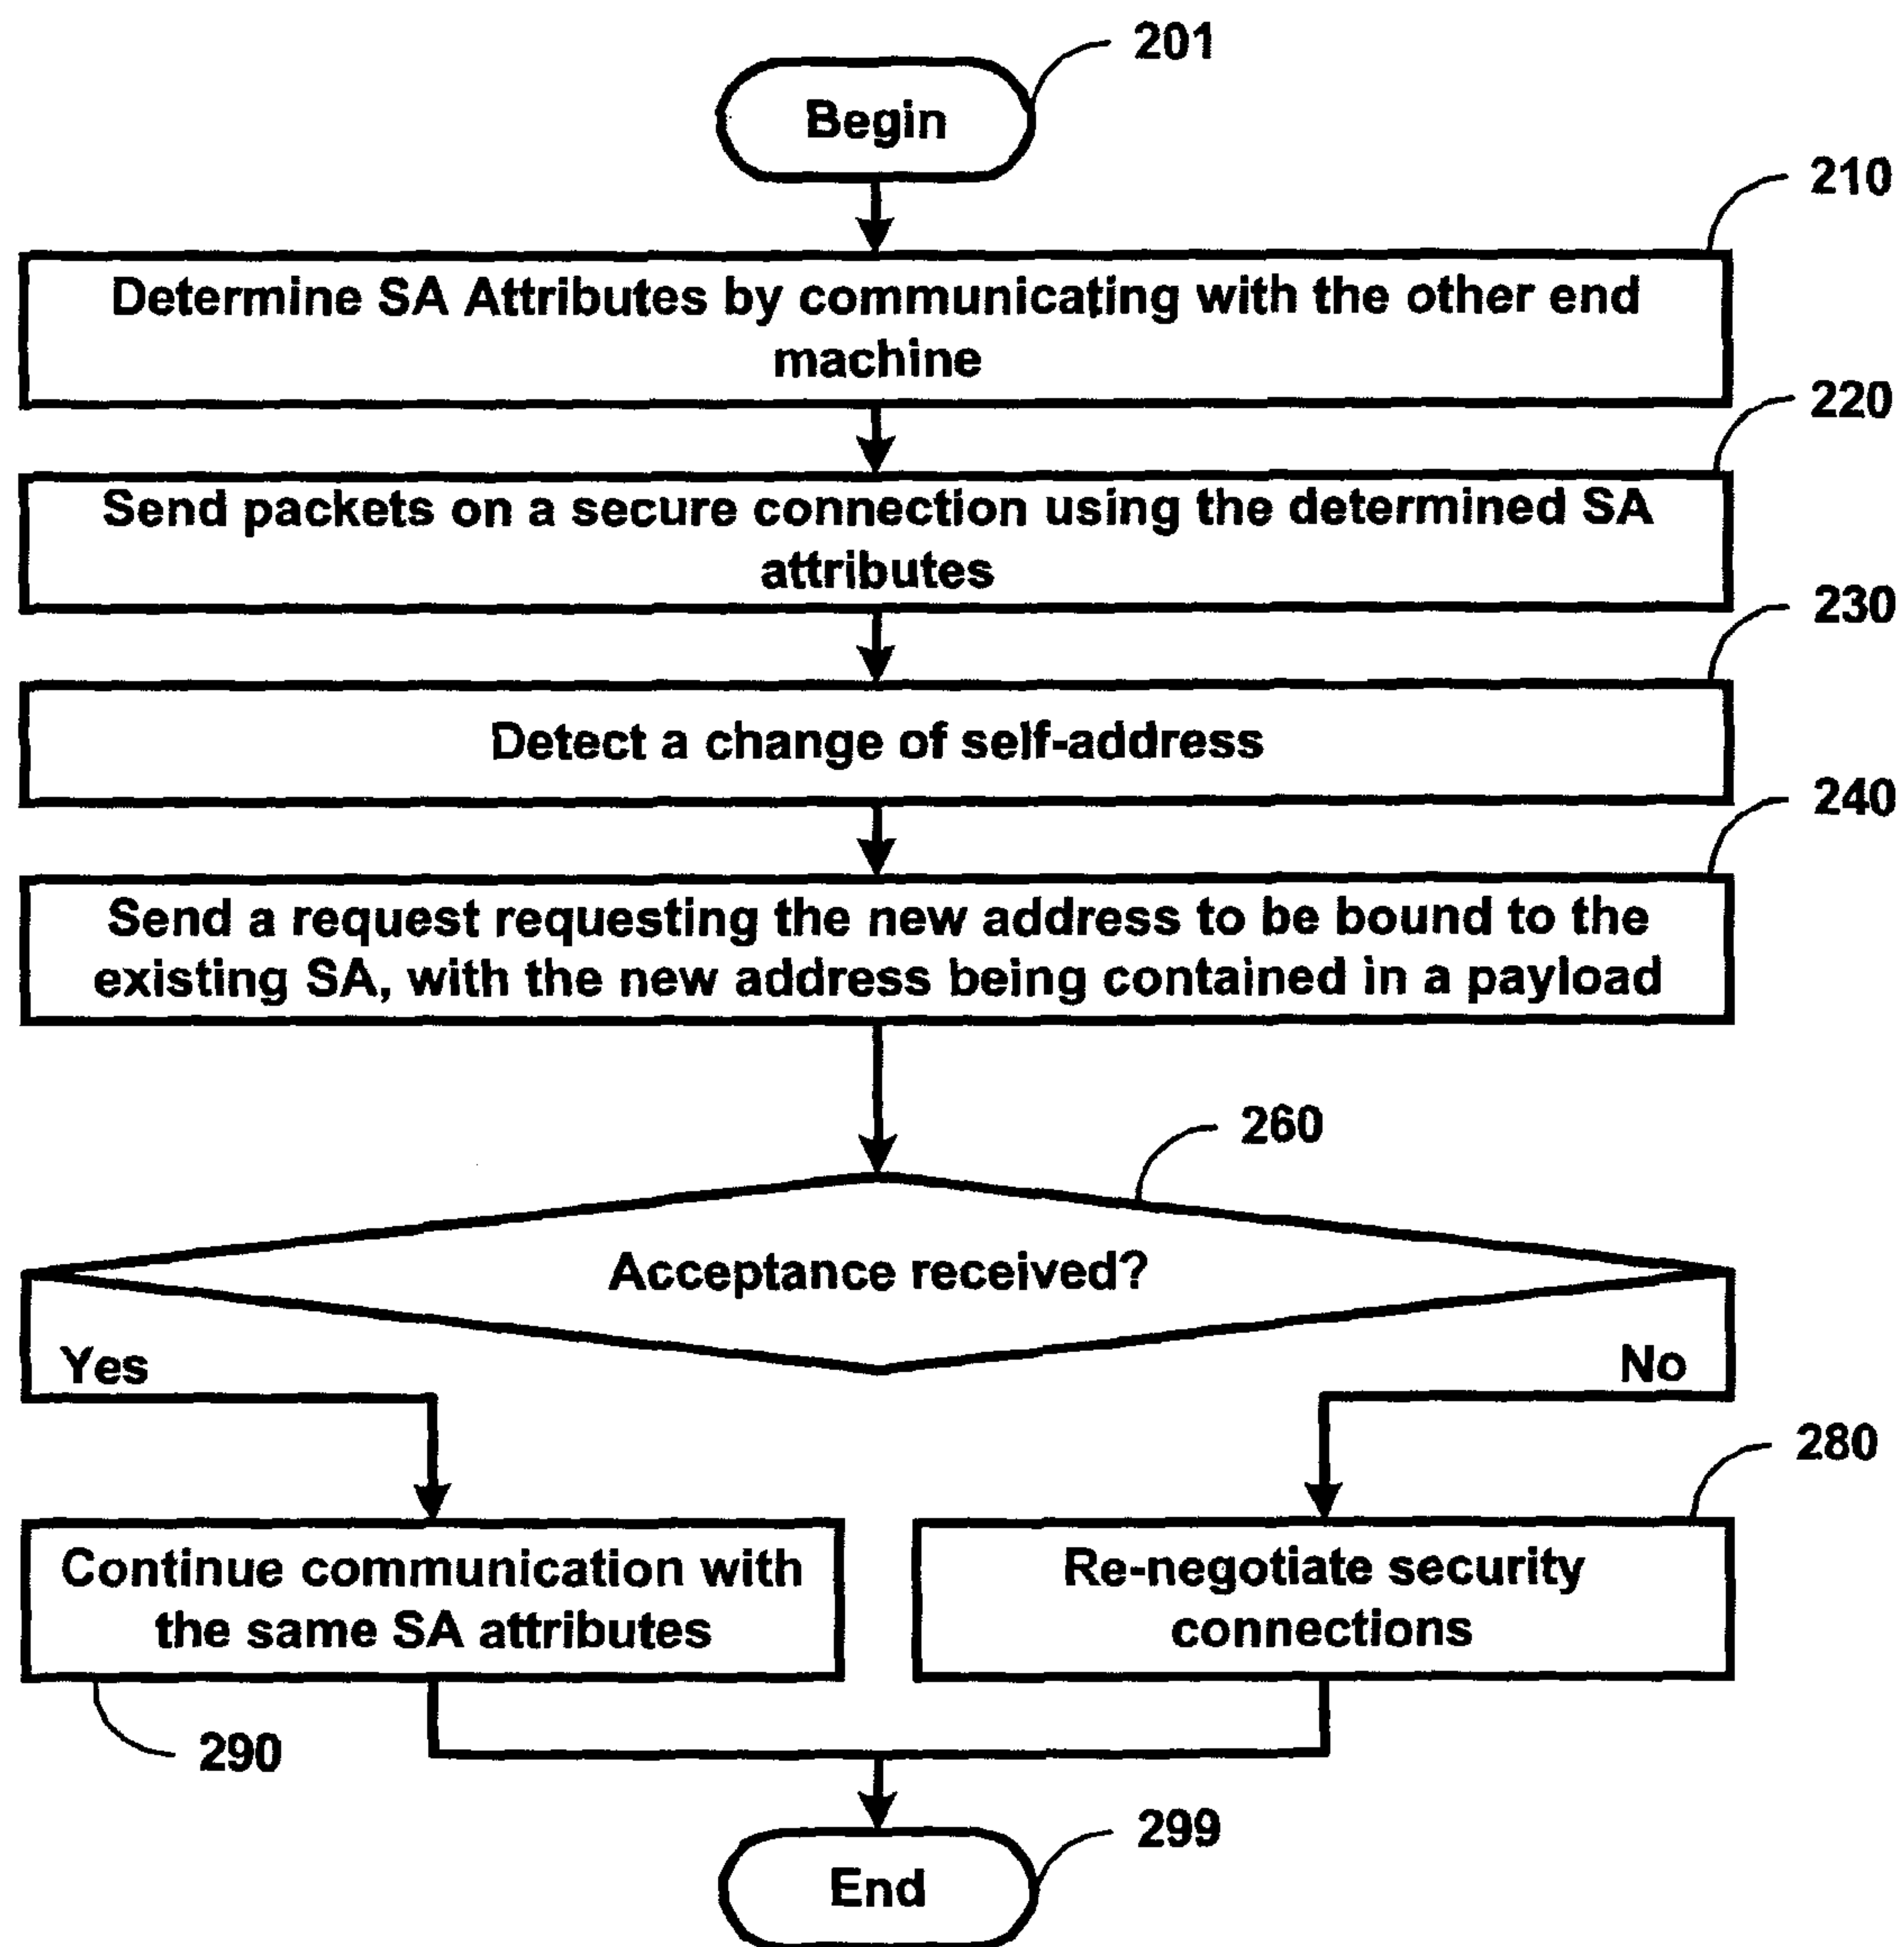 201
Begin
210
Determine SA Attributes by communicating with the other end
machine
220
Send packets on a secure connection using the determined SA
attributes
230
Detect a change of self-address
240
Send a request requesting the new address to be bound to the
existing SA, with the new address being contained in a payload
260
Acceptance received?
Yes
No
280
Continue communication with
the same SA attributes
Re-negotiate security
connections
290
299
End